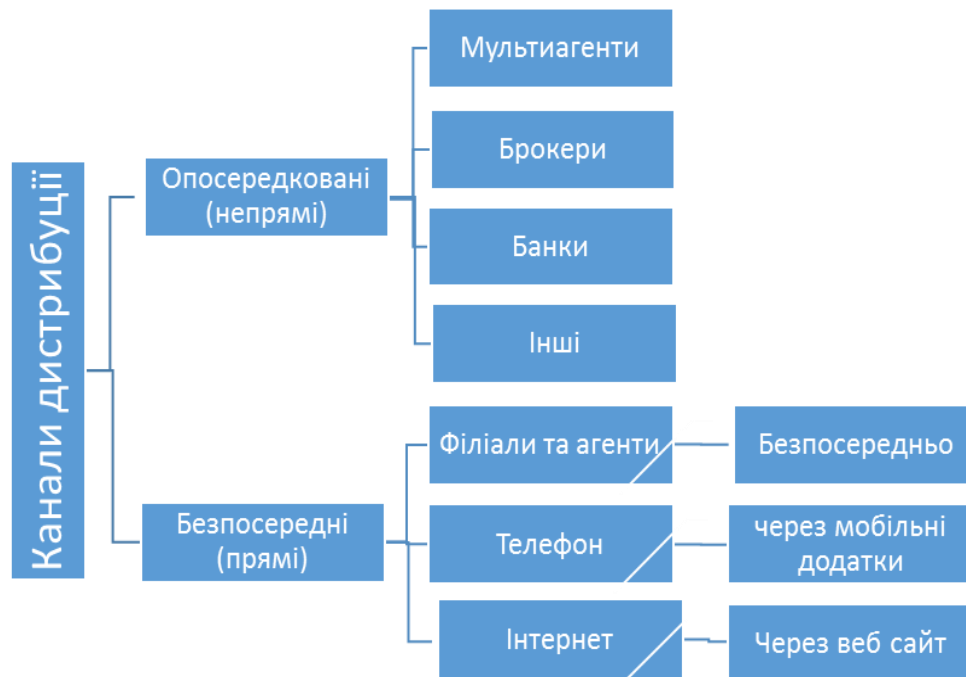 Канали дистрибуції
Опосередковані
(непрямі)
Мультиагенти
Брокери
Банки
Інші
Безпосередні
(прямі)
Філіали та агенти
Безпосередньо
Телефон
через мобільні
додатки
Інтернет
Через веб сайт